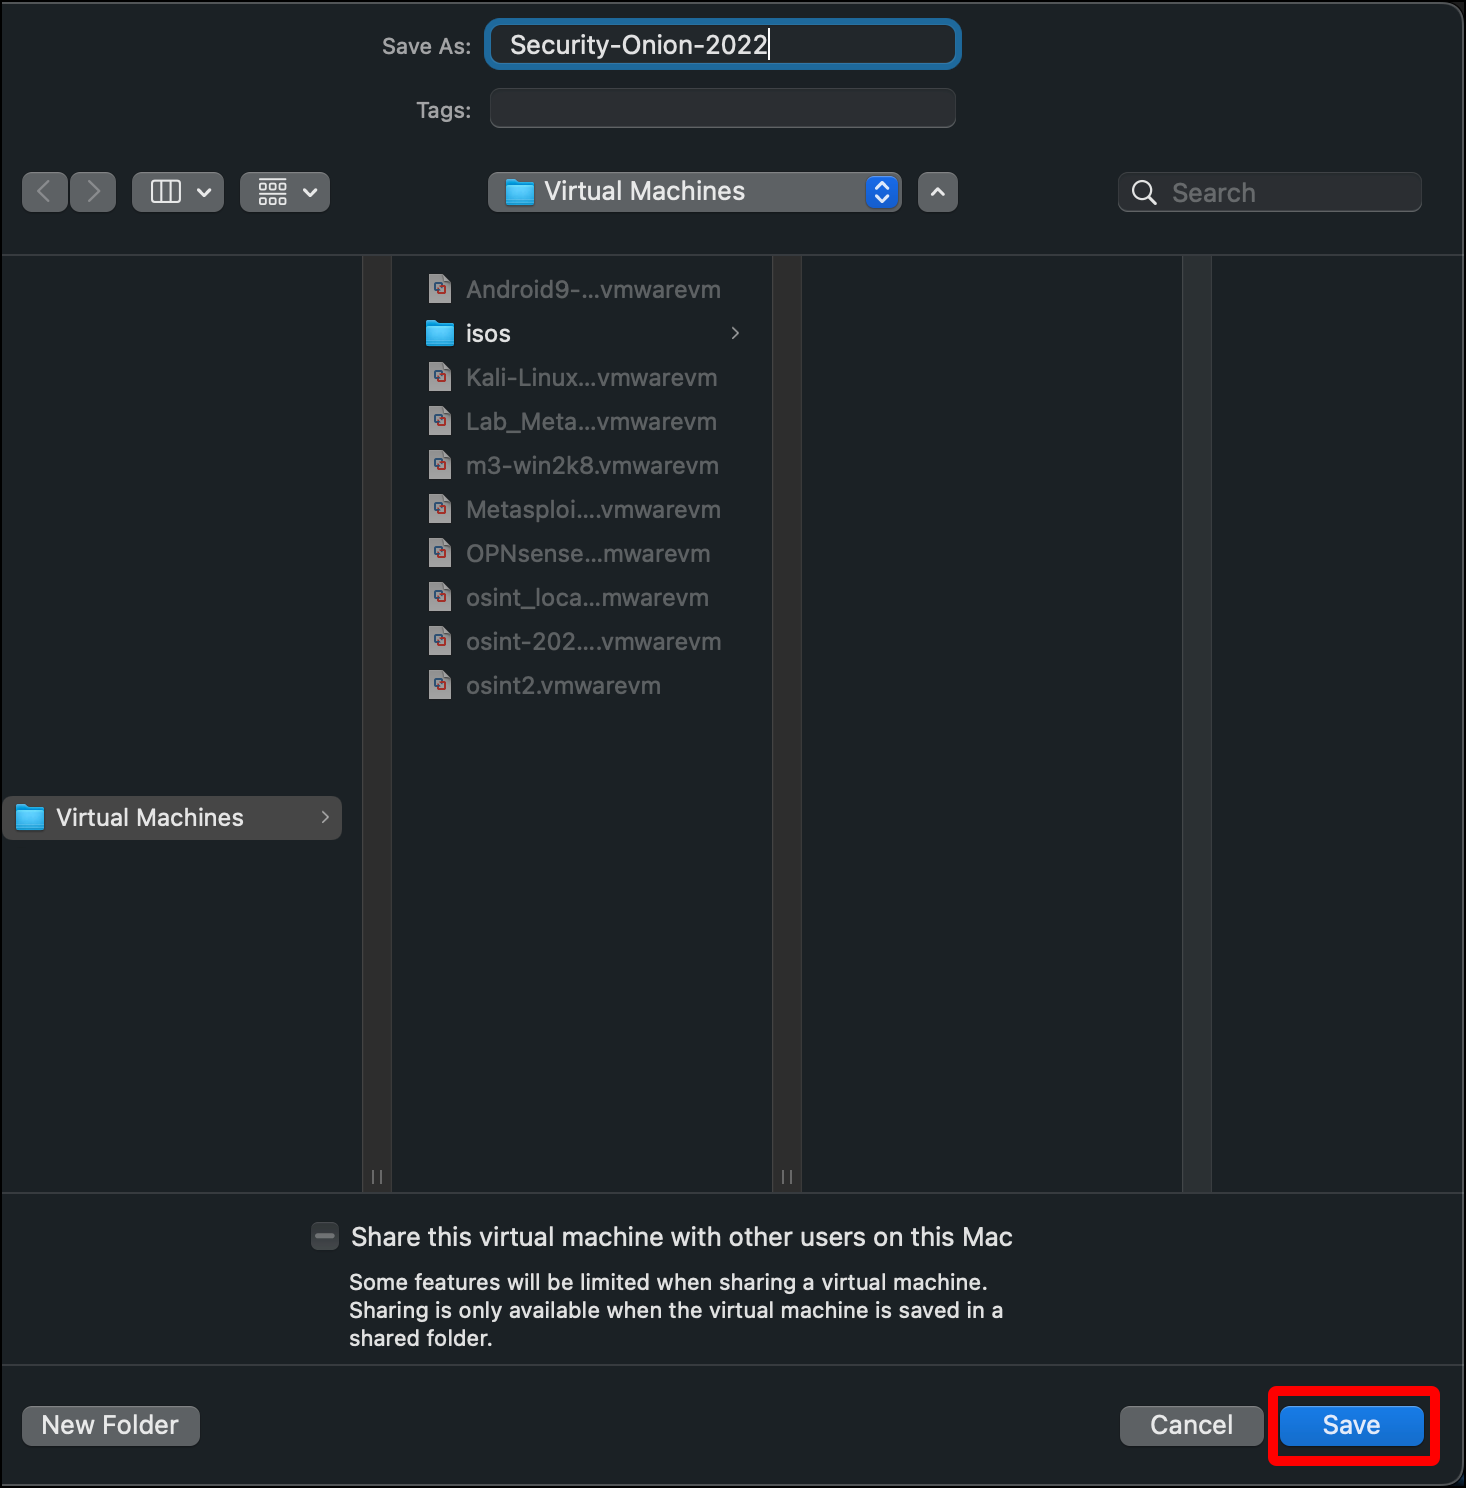 Save As: Security-Onion-2022
Tags:
Virtual Machines
Search
Android9-...vmwarevm
isos
Kali-Linux...vmwarevm
Lab_Meta...vmwarevm
m3-win2k8.vmwarevm
Metasploi....vmwarevm
OPNsense...mwarevm
osint_loca...mwarevm
osint-202....vmwarevm
osint2.vmwarevm
Virtual Machines
Share this virtual machine with other users on this Mac
Some features will be limited when sharing a virtual machine.
Sharing is only available when the virtual machine is saved in a
shared folder.
New Folder
Cancel
Save